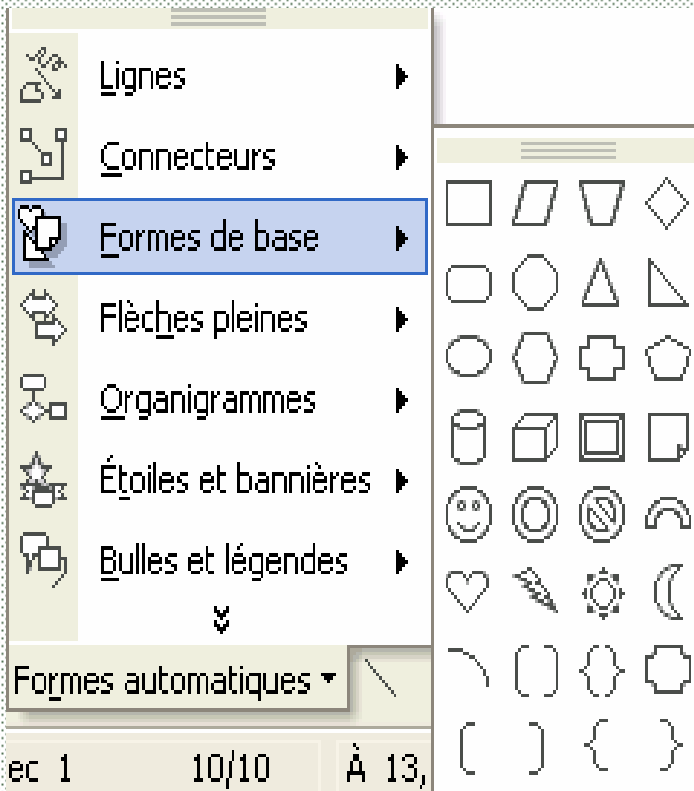 Lignes
Connecteurs
Formes de base
Flèches pleines
Organigrammes
Étoiles et bannières
Bulles et légendes
Formes automatiques
ec 1 10/10 À 13,